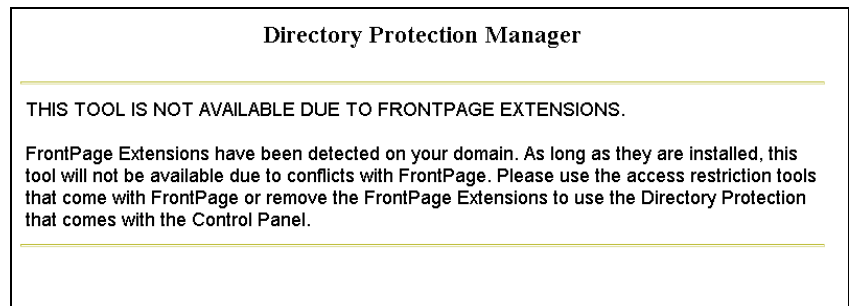 Directory Protection Manager
THIS TOOL IS NOT AVAILABLE DUE TO FRONTPAGE EXTENSIONS.
FrontPage Extensions have been detected on your domain. As long as they are installed, this
tool will not be available due to conflicts with FrontPage. Please use the access restriction tools
that come with FrontPage or remove the FrontPage Extensions to use the Directory Protection
that comes with the Control Panel.